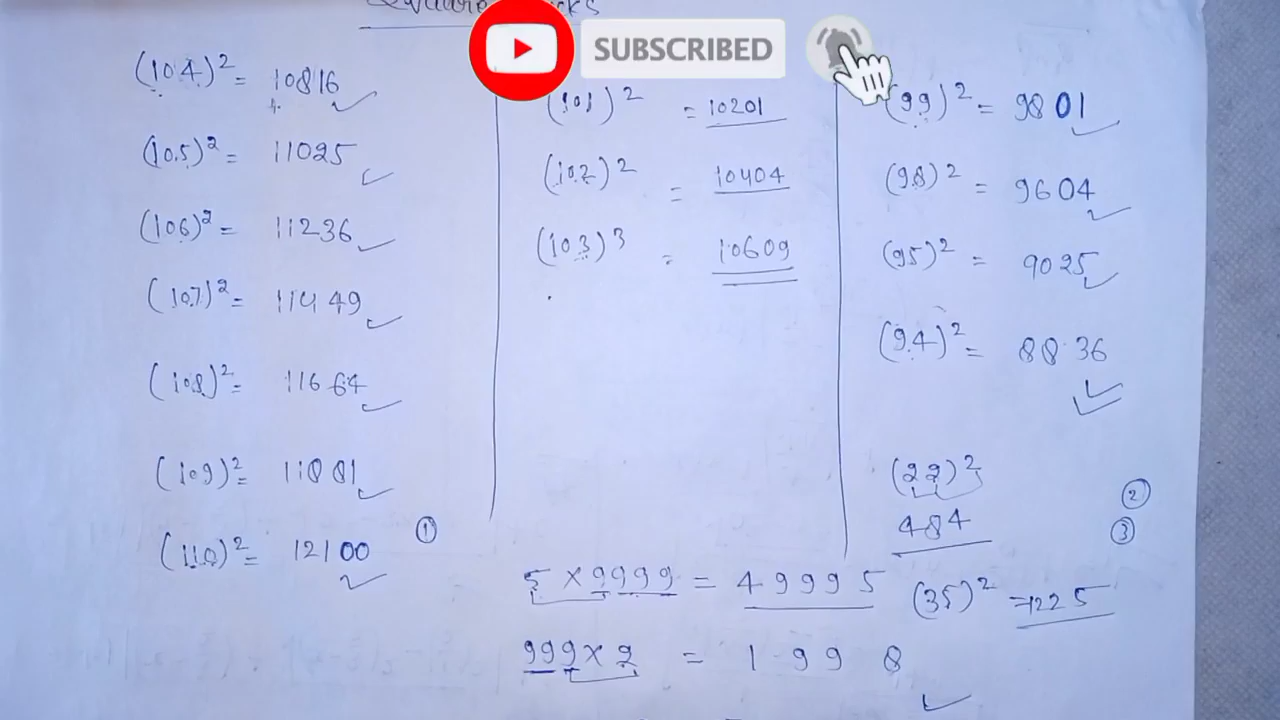 SUBSCRIBED
(104)² = 10816
(105)² = 11025
(106)² = 11236
(107)² = 11449
(108)² = 11664
(109)² = 11881
(110)² = 12100
①
(101)² = 10201
(102)² = 10404
(103)³ = 10609
(99)² = 9801
(98)² = 9604
(95)² = 9025
(94)² = 8836
(22)²
484
②
③
5 × 9999 = 49995
(35)² = 1225
999 × 2 = 1998